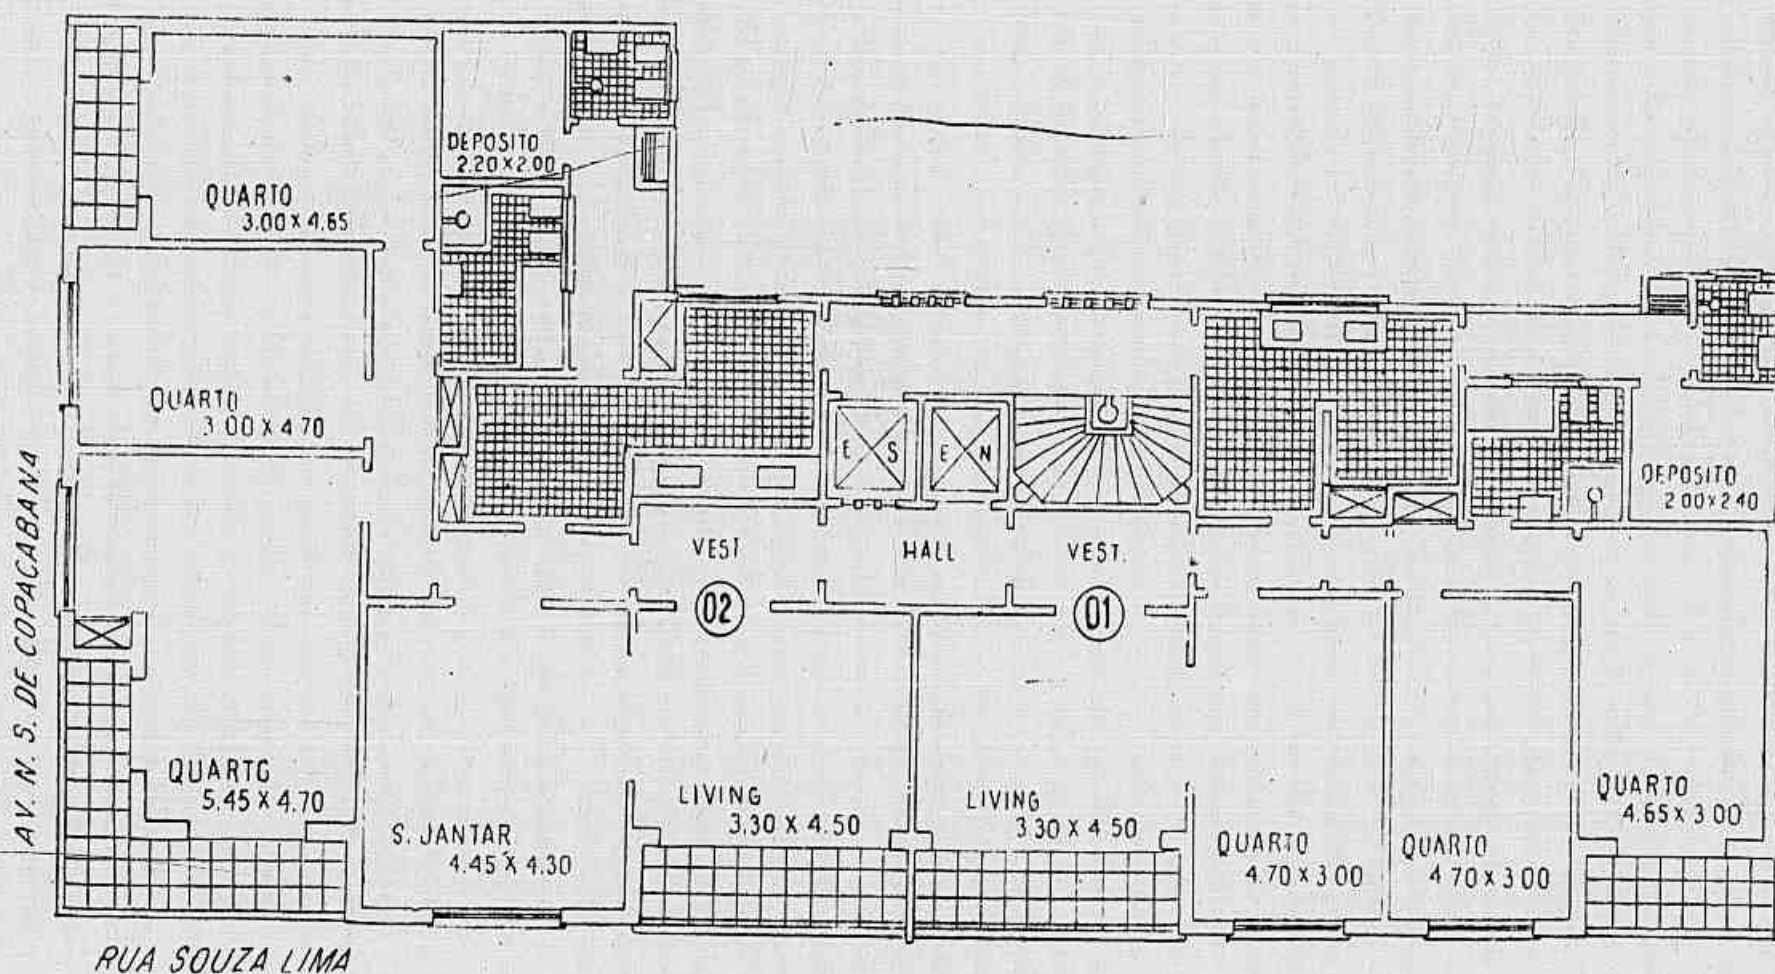 DEPOSITO
2.20 X 2.00
QUARTO
3.00 X 4.65
QUARTO
3.00 X 4.70
E S
E N
DEPOSITO
2.00 X 2.40
VEST
HALL
VEST.
02
01
AV. N. S. DE COPACABANA
QUARTO
5.45 X 4.70
S. JANTAR
4.45 X 4.30
LIVING
3.30 X 4.50
LIVING
3.30 X 4.50
QUARTO
4.70 X 3.00
QUARTO
4.70 X 3.00
QUARTO
4.65 X 3.00
RUA SOUZA LIMA